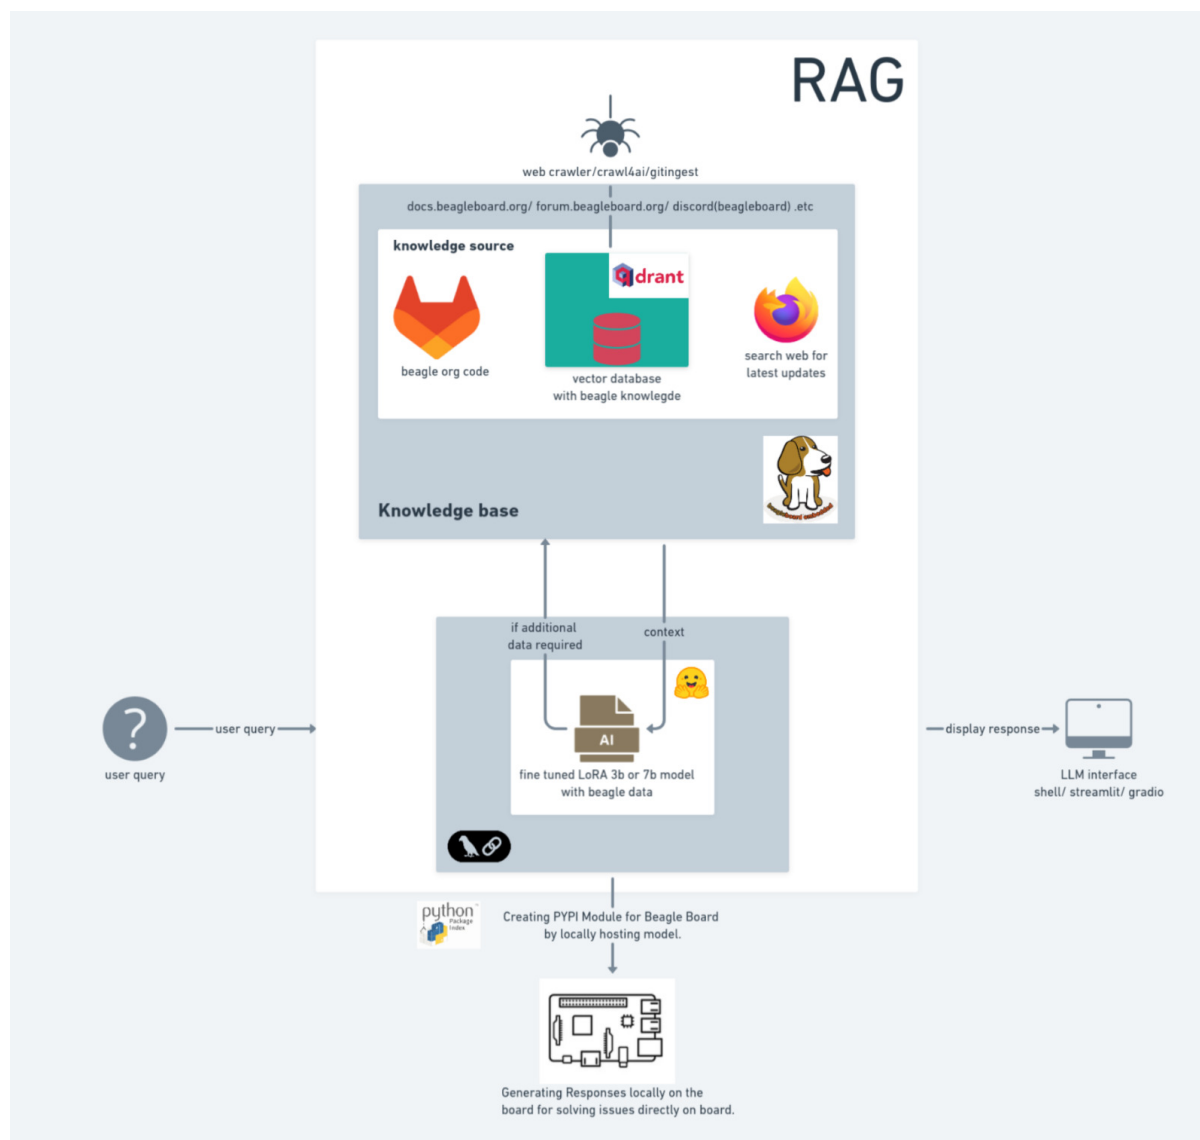 RAG
web crawler/crawl4ai/gitingest
docs.beagleboard.org/ forum.beagleboard.org/ discord(beagleboard) .etc
knowledge source
qdrant
beagle org code
vector database
with beagle knowlegde
search web for
latest updates
beagleboard embedded
Knowledge base
if additional
data required
context
AI
fine tuned LoRA 3b or 7b model
with beagle data
?
user query
user query
display response
LLM interface
shell/ streamlit/ gradio
python
Package
Index
Creating PYPI Module for Beagle Board
by locally hosting model.
Generating Responses locally on the
board for solving issues directly on board.